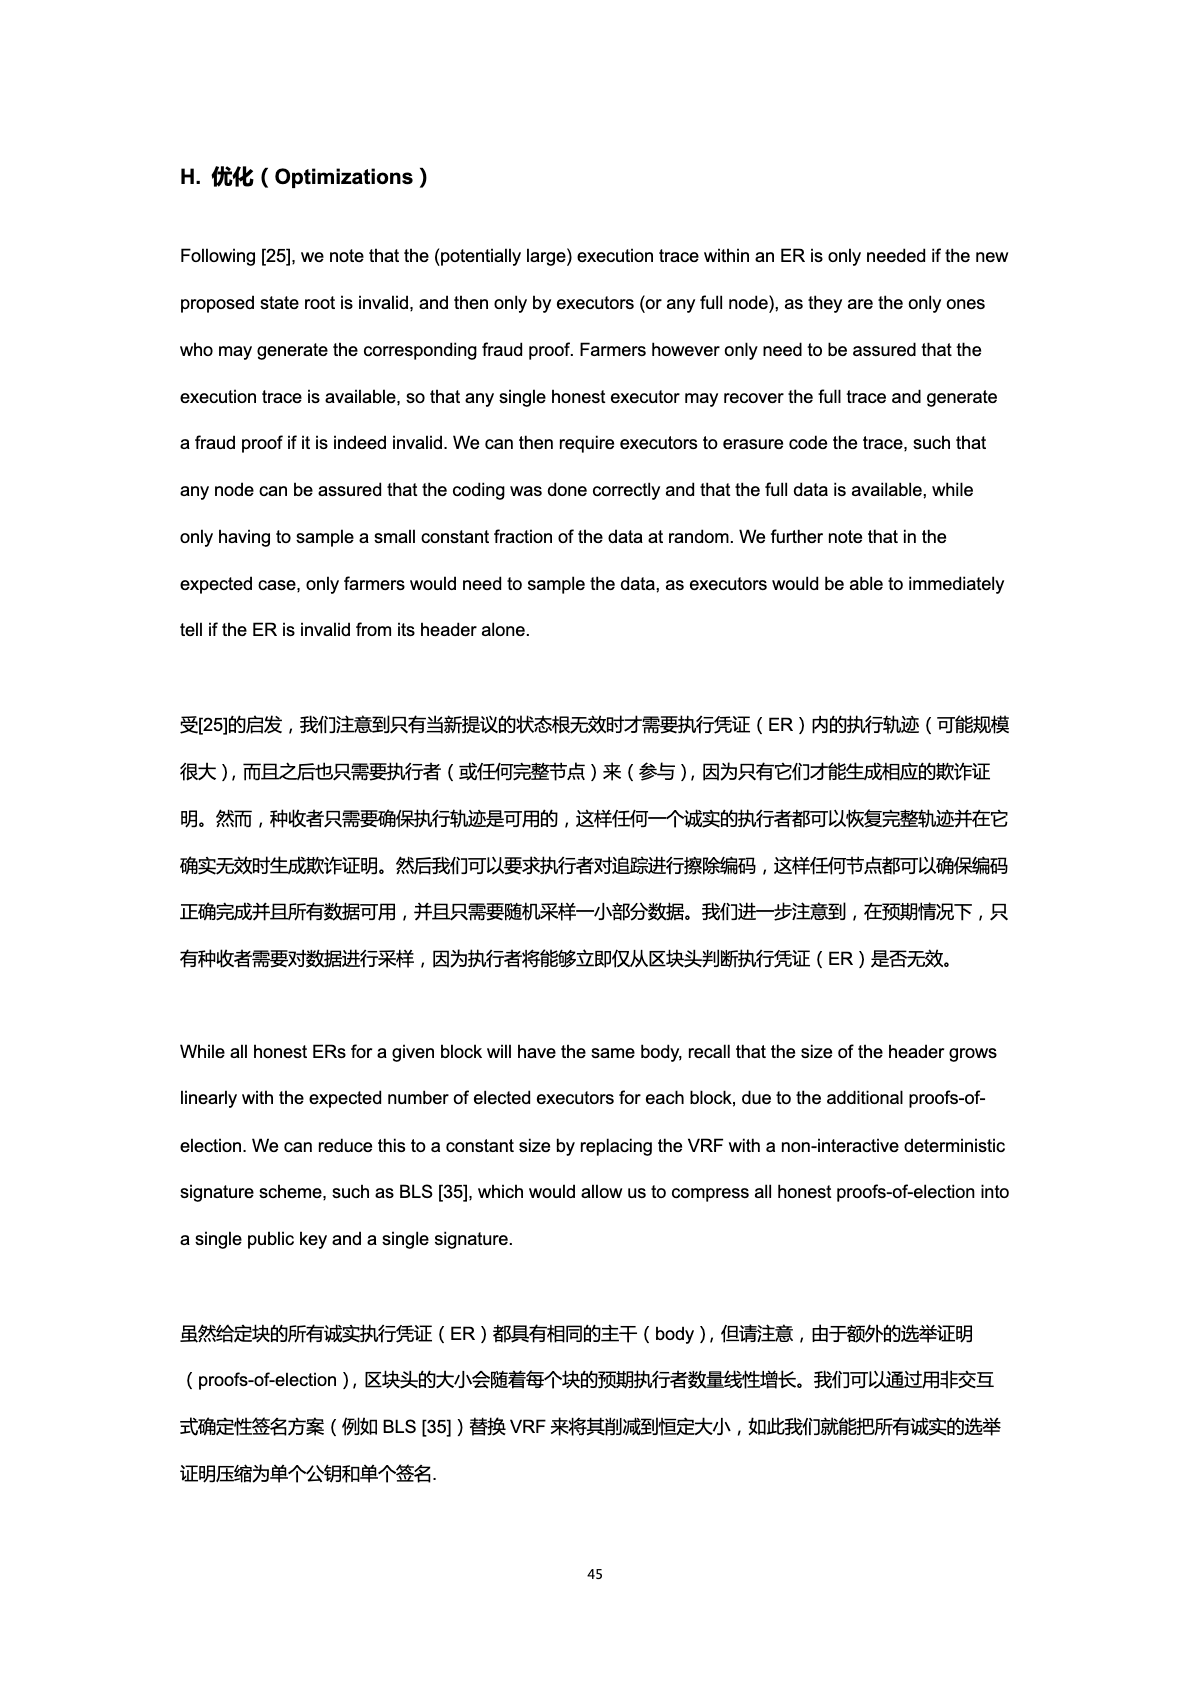 H. 优化（Optimizations）
Following [25], we note that the (potentially large) execution trace within an ER is only needed if the new
proposed state root is invalid, and then only by executors (or any full node), as they are the only ones
who may generate the corresponding fraud proof. Farmers however only need to be assured that the
execution trace is available, so that any single honest executor may recover the full trace and generate
a fraud proof if it is indeed invalid. We can then require executors to erasure code the trace, such that
any node can be assured that the coding was done correctly and that the full data is available, while
only having to sample a small constant fraction of the data at random. We further note that in the
expected case, only farmers would need to sample the data, as executors would be able to immediately
tell if the ER is invalid from its header alone.
受[25]的启发，我们注意到只有当新提议的状态根无效时才需要执行凭证（ER）内的执行轨迹（可能规模
很大），而且之后也只需要执行者（或任何完整节点）来（参与），因为只有它们才能生成相应的欺诈证
明。然而，种收者只需要确保执行轨迹是可用的，这样任何一个诚实的执行者都可以恢复完整轨迹并在它
确实无效时生成欺诈证明。然后我们可以要求执行者对追踪进行擦除编码，这样任何节点都可以确保编码
正确完成并且所有数据可用，并且只需要随机采样一小部分数据。我们进一步注意到，在预期情况下，只
有种收者需要对数据进行采样，因为执行者将能够立即仅从区块头判断执行凭证（ER）是否无效。
While all honest ERs for a given block will have the same body, recall that the size of the header grows
linearly with the expected number of elected executors for each block, due to the additional proofs-of-
election. We can reduce this to a constant size by replacing the VRF with a non-interactive deterministic
signature scheme, such as BLS [35], which would allow us to compress all honest proofs-of-election into
a single public key and a single signature.
虽然给定块的所有诚实执行凭证（ER）都具有相同的主干（body），但请注意，由于额外的选举证明
（proofs-of-election），区块头的大小会随着每个块的预期执行者数量线性增长。我们可以通过用非交互
式确定性签名方案（例如 BLS [35]）替换 VRF 来将其削减到恒定大小，如此我们就能把所有诚实的选举
证明压缩为单个公钥和单个签名.
45